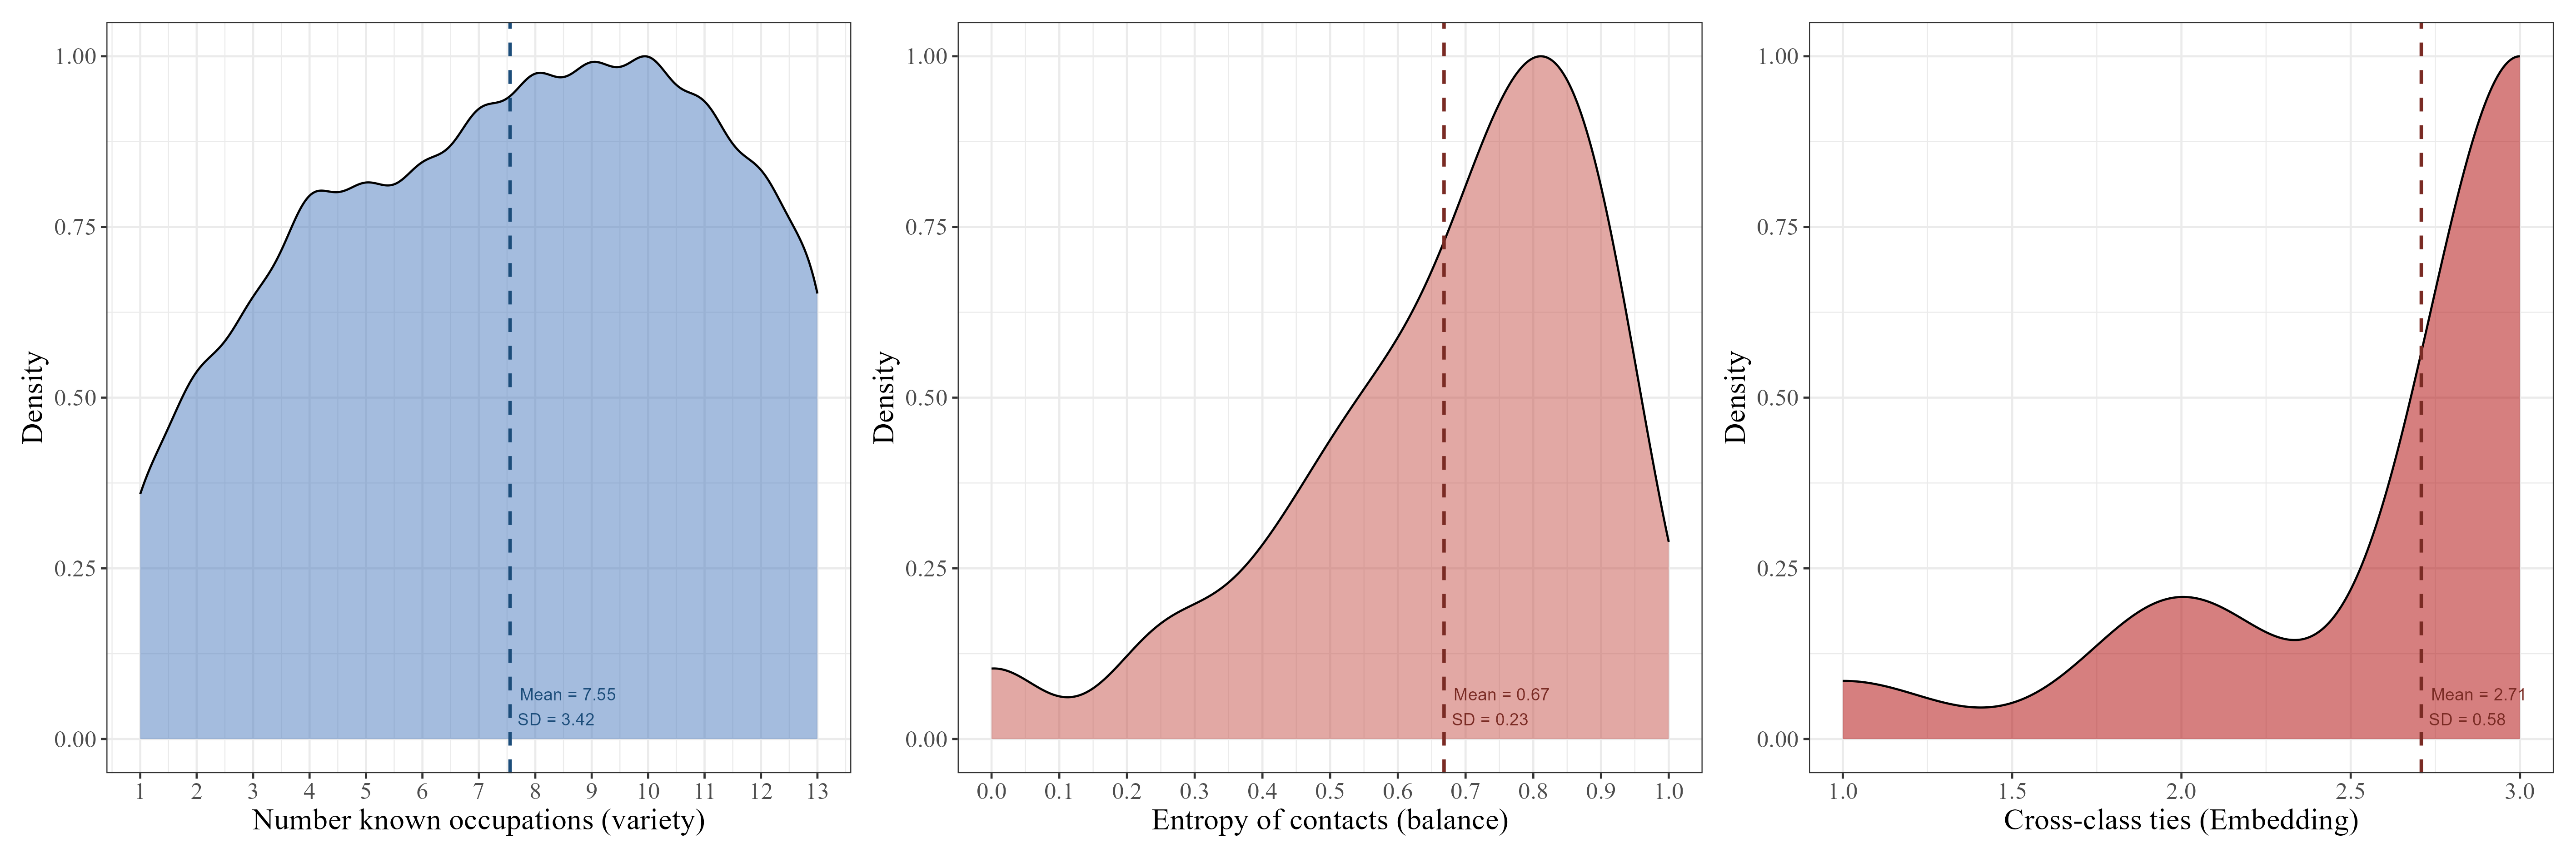 Density
1.00
0.75
0.50
0.25
0.00
Mean = 7.55
SD = 3.42
1 2 3 4 5 6 7 8 9 10 11 12 13
Number known occupations (variety)
Density
1.00
0.75
0.50
0.25
0.00
Mean = 0.67
SD = 0.23
0.0 0.1 0.2 0.3 0.4 0.5 0.6 0.7 0.8 0.9 1.0
Entropy of contacts (balance)
Density
1.00
0.75
0.50
0.25
0.00
Mean = 2.71
SD = 0.58
1.0 1.5 2.0 2.5 3.0
Cross-class ties (Embedding)